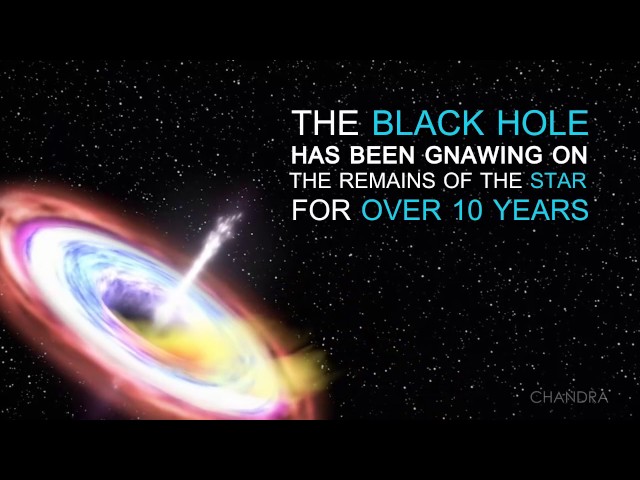 THE BLACK HOLE
HAS BEEN GNAWING ON
THE REMAINS OF THE STAR
FOR OVER 10 YEARS
CHANDRA